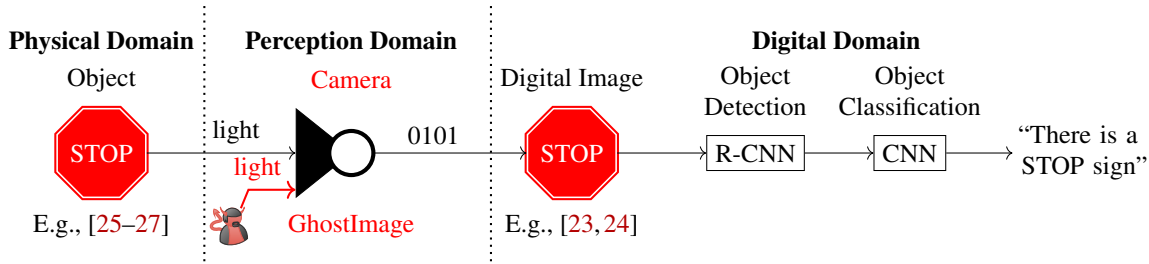 Physical Domain
Perception Domain
Digital Domain
Object
Camera
Digital Image
Object
Detection
Object
Classification
STOP
light
light
0101
STOP
R-CNN
CNN
“There is a
STOP sign”
E.g., [25–27]
GhostImage
E.g., [23, 24]